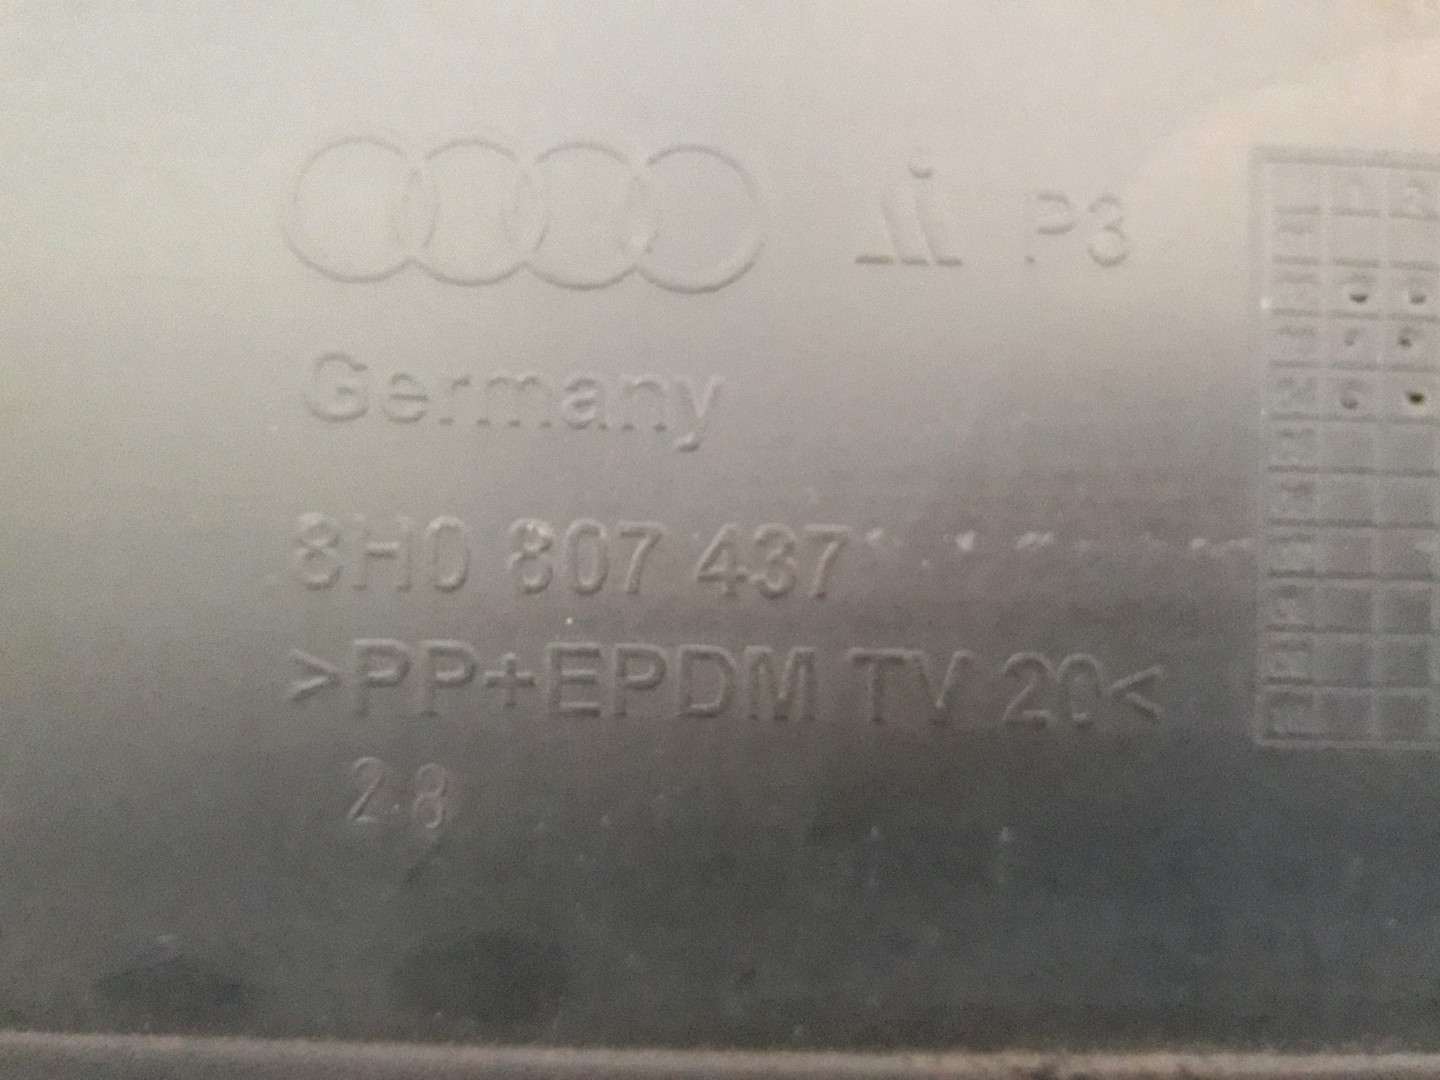 P3
Germany
8H0 807 437
>PP+EPDM TV 20<
2.8